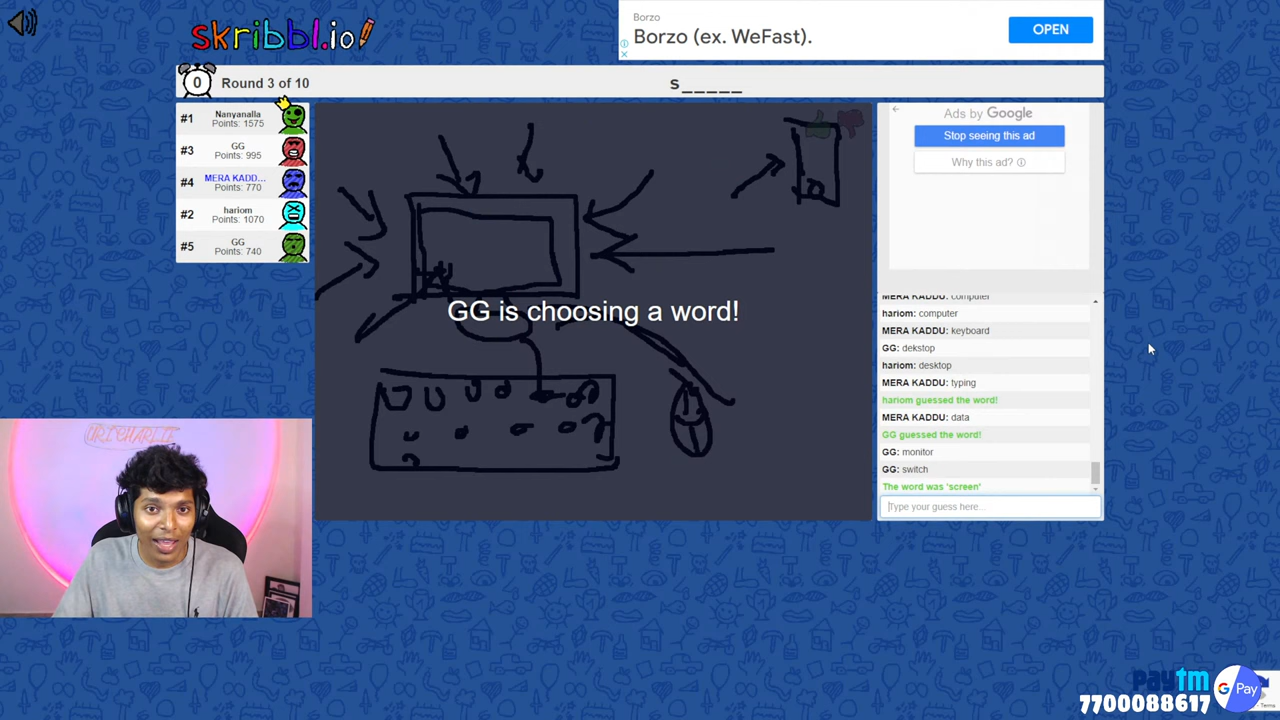 skribbl.io
Borzo
Borzo (ex. WeFast).
OPEN
0
Round 3 of 10
s_____
#1
Nanyanalla
Points: 1575
#3
GG
Points: 995
#4
MERA KADD...
Points: 770
#2
hariom
Points: 1070
#5
GG
Points: 740
GG is choosing a word!
Ads by Google
Stop seeing this ad
Why this ad?
MERA KADDU: computer
hariom: computer
MERA KADDU: keyboard
GG: dekstop
hariom: desktop
MERA KADDU: typing
hariom guessed the word!
MERA KADDU: data
GG guessed the word!
GG: monitor
GG: switch
The word was 'screen'
Type your guess here...
paytm
7700088617
G Pay
Terms